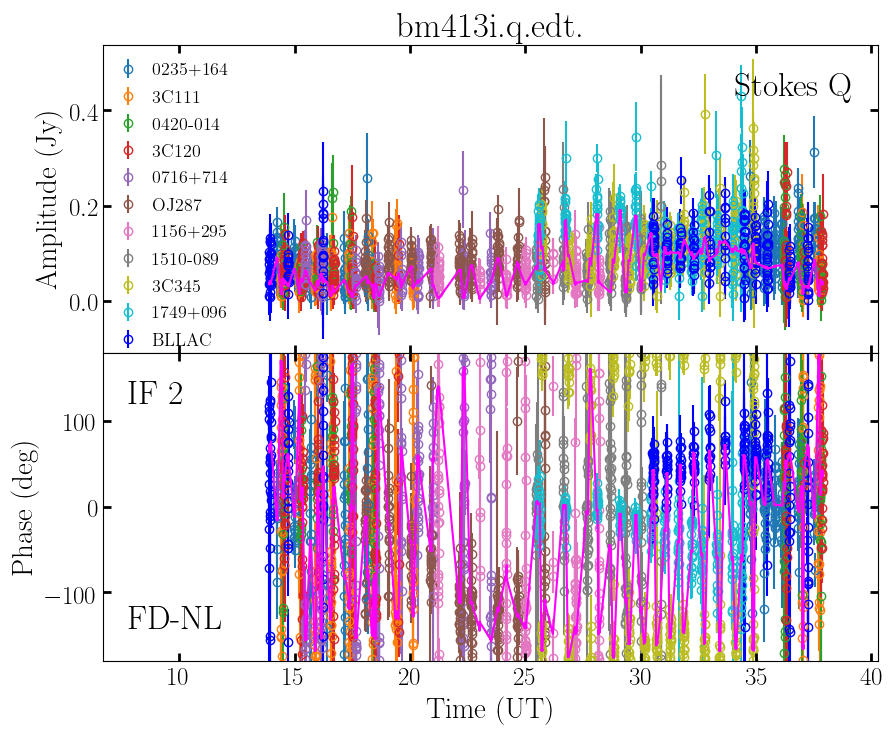 bm413i.q.edt.
Stokes Q
0235+164
3C111
0420-014
3C120
0716+714
OJ287
1156+295
1510-089
3C345
1749+096
BLLAC
Amplitude (Jy)
0.4
0.2
0.0
IF 2
FD-NL
Phase (deg)
100
0
−100
10 15 20 25 30 35 40
Time (UT)